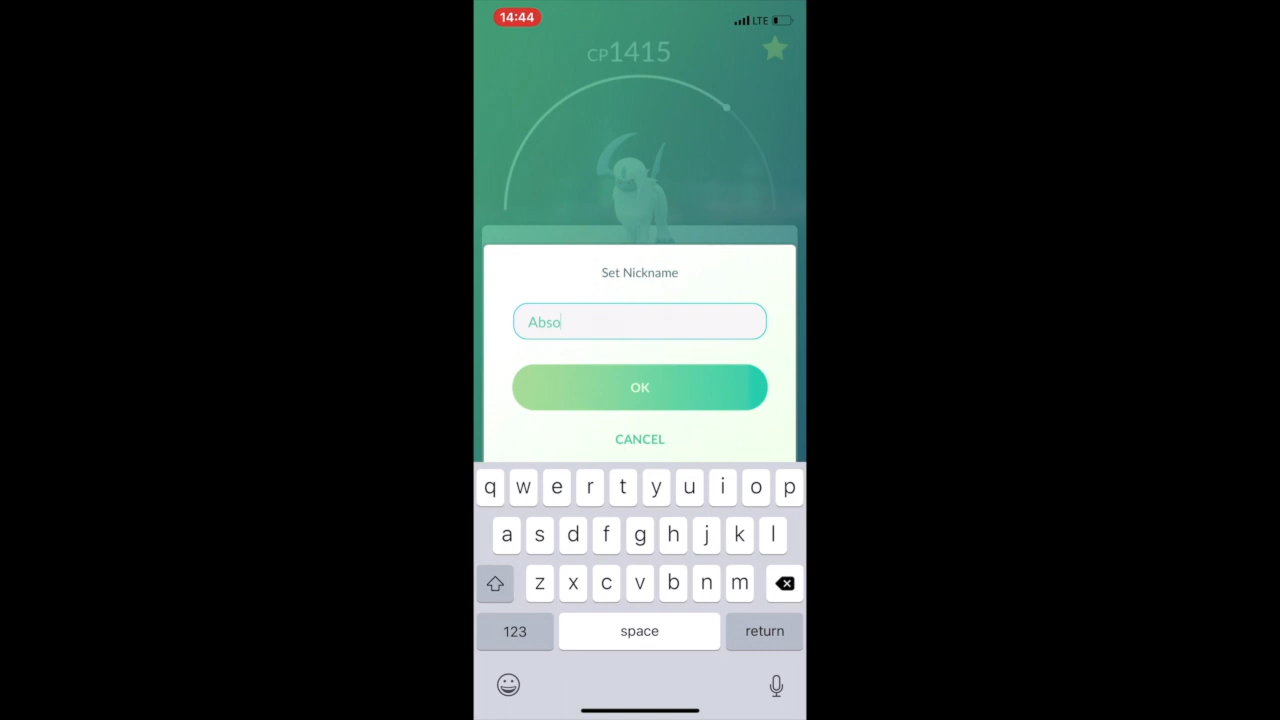 14:44
LTE
CP1415
Set Nickname
Abso
OK
CANCEL
q w e r t y u i o p
a s d f g h j k l
z x c v b n m
123 space return